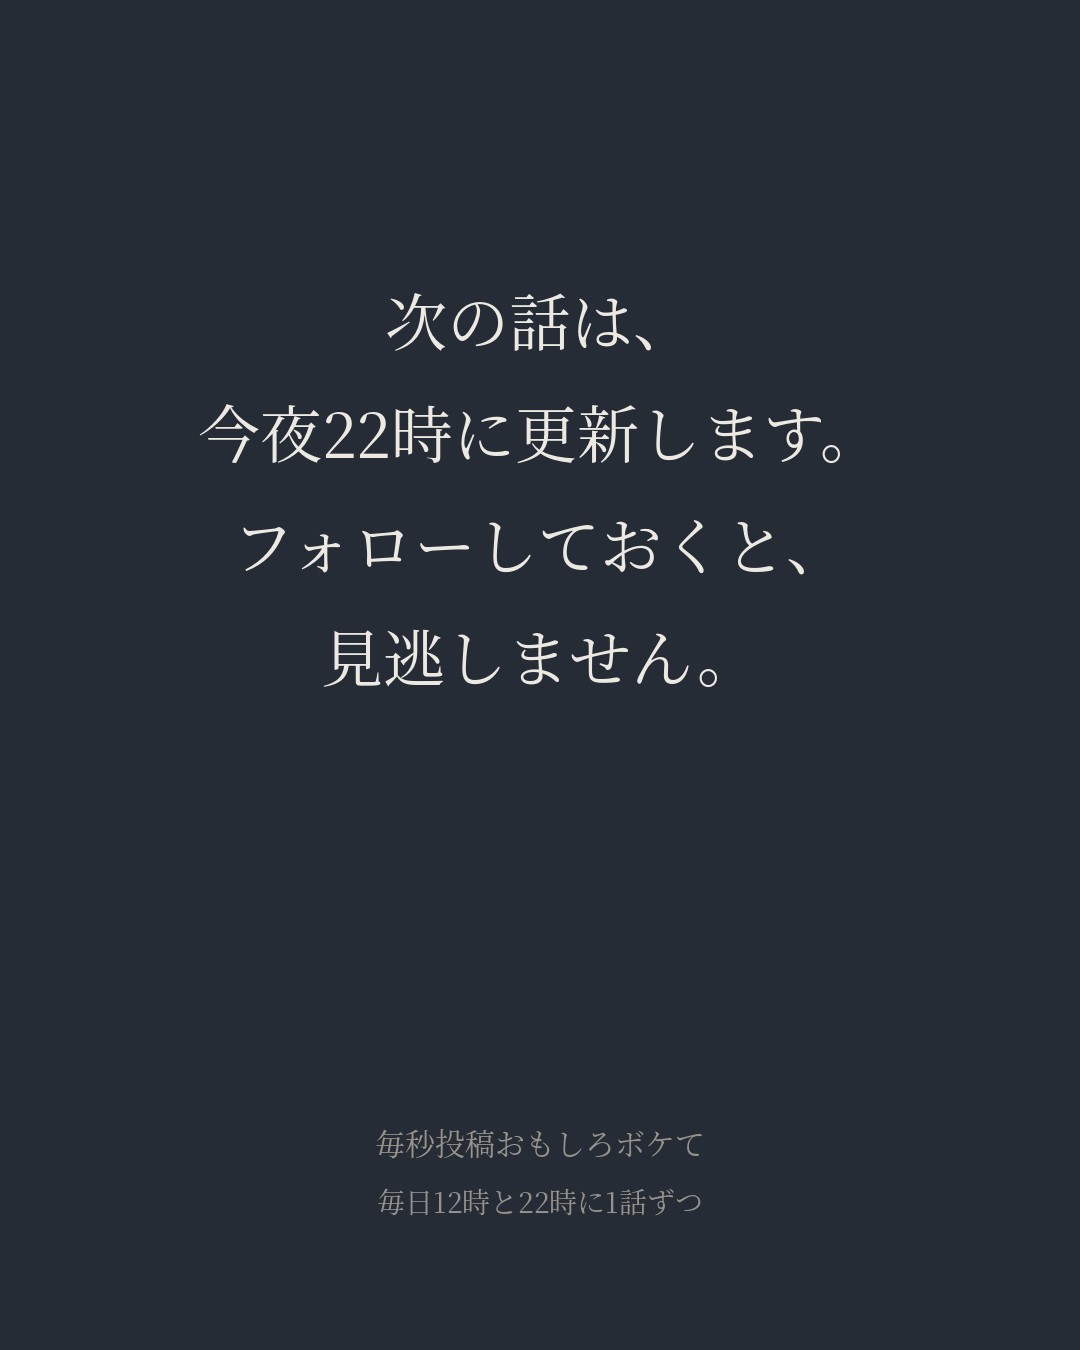 次の話は、
今夜22時に更新します。
フォローしておくと、
見逃しません。
毎秒投稿おもしろボケて
毎日12時と22時に1話ずつ